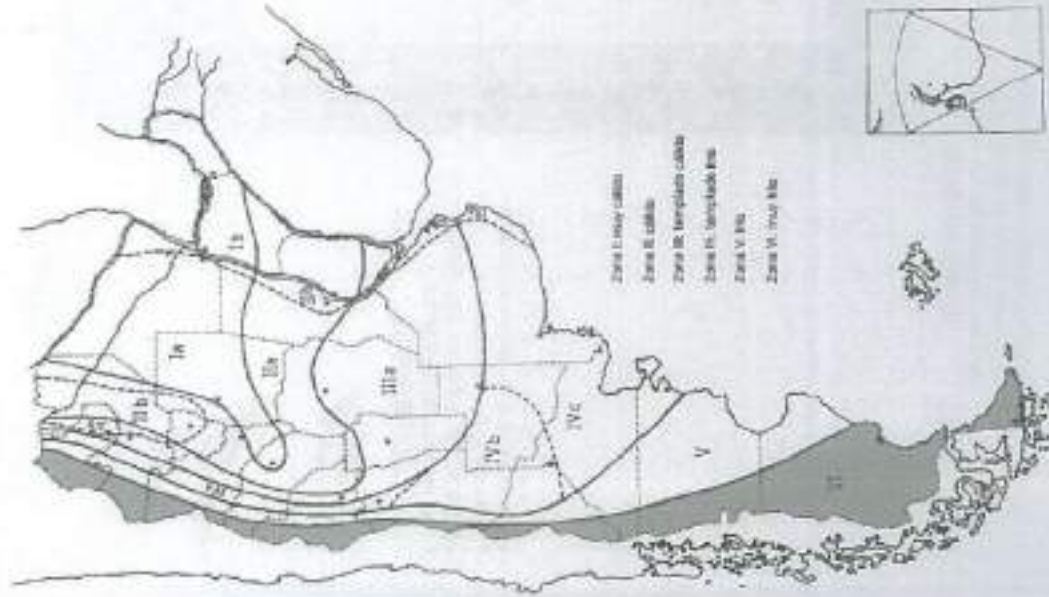 Zona I: muy cálido
Zona II: cálido
Zona III: templado cálido
Zona IV: templado frío
Zona V: frío
Zona VI: muy frío
Ia
Ib
IIa
IIb
IIIa
IVb
IVc
V
VI